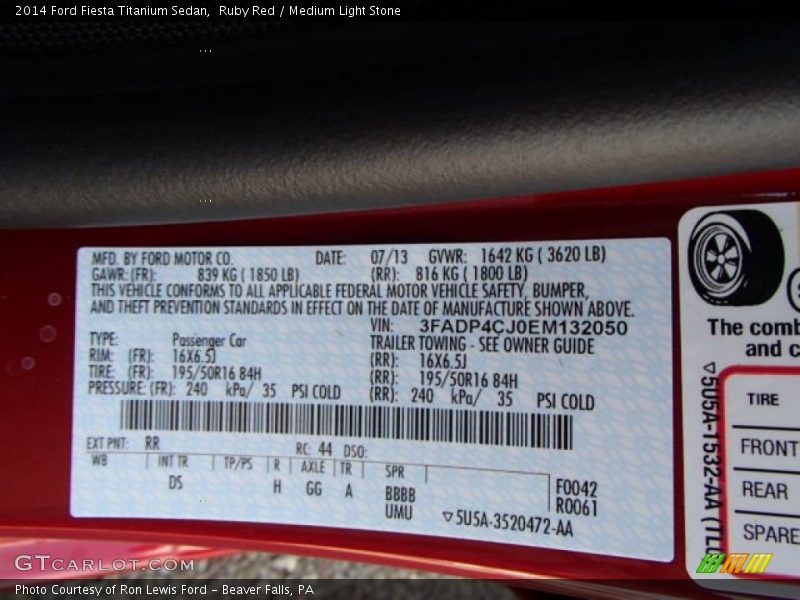 2014 Ford Fiesta Titanium Sedan, Ruby Red / Medium Light Stone
MFD. BY FORD MOTOR CO. DATE: 07/13 GVWR: 1642 KG ( 3620 LB)
GAWR: (FR): 839 KG ( 1850 LB) (RR): 816 KG ( 1800 LB)
THIS VEHICLE CONFORMS TO ALL APPLICABLE FEDERAL MOTOR VEHICLE SAFETY, BUMPER,
AND THEFT PREVENTION STANDARDS IN EFFECT ON THE DATE OF MANUFACTURE SHOWN ABOVE.
VIN: 3FADP4CJ0EM132050
TYPE: Passenger Car TRAILER TOWING - SEE OWNER GUIDE
RIM: (FR): 16X6.5J (RR): 16X6.5J
TIRE: (FR): 195/50R16 84H (RR): 195/50R16 84H
PRESSURE: (FR): 240 kPa/ 35 PSI COLD (RR): 240 kPa/ 35 PSI COLD
EXT PNT: RR RC: 44 DSO:
WB INT TR TP/PS R AXLE TR SPR
DS H GG A BBBB F0042
UMU R0061
▽5U5A-3520472-AA
The comb
and c
▽5U5A-1532-AA (TLD
TIRE
FRONT
REAR
SPARE
GTCarlot.com
Photo Courtesy of Ron Lewis Ford - Beaver Falls, PA